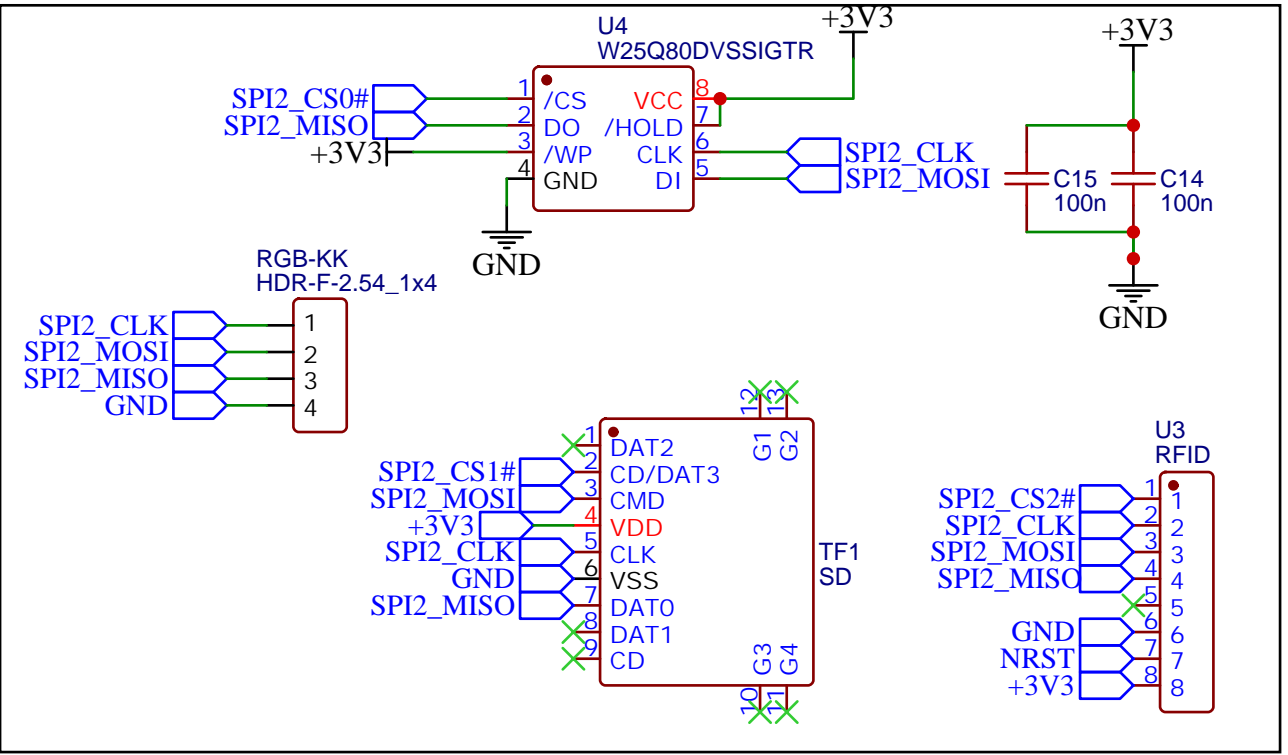 U4
W25Q80DVSSIGTR
+3V3
+3V3
SPI2_CS0#
1
/CS
VCC
8
SPI2_MISO
2
DO
/HOLD
7
+3V3
3
/WP
CLK
6
SPI2_CLK
4
GND
DI
5
SPI2_MOSI
GND
C15
100n
C14
100n
GND
RGB-KK
HDR-F-2.54_1x4
SPI2_CLK
1
SPI2_MOSI
2
SPI2_MISO
3
GND
4
12
13
G1
G2
1
DAT2
SPI2_CS1#
2
CD/DAT3
SPI2_MOSI
3
CMD
+3V3
4
VDD
SPI2_CLK
5
CLK
GND
6
VSS
SPI2_MISO
7
DAT0
8
DAT1
9
CD
G3
G4
10
11
TF1
SD
U3
RFID
SPI2_CS2#
1
1
SPI2_CLK
2
2
SPI2_MOSI
3
3
SPI2_MISO
4
4
5
5
GND
6
6
NRST
7
7
+3V3
8
8